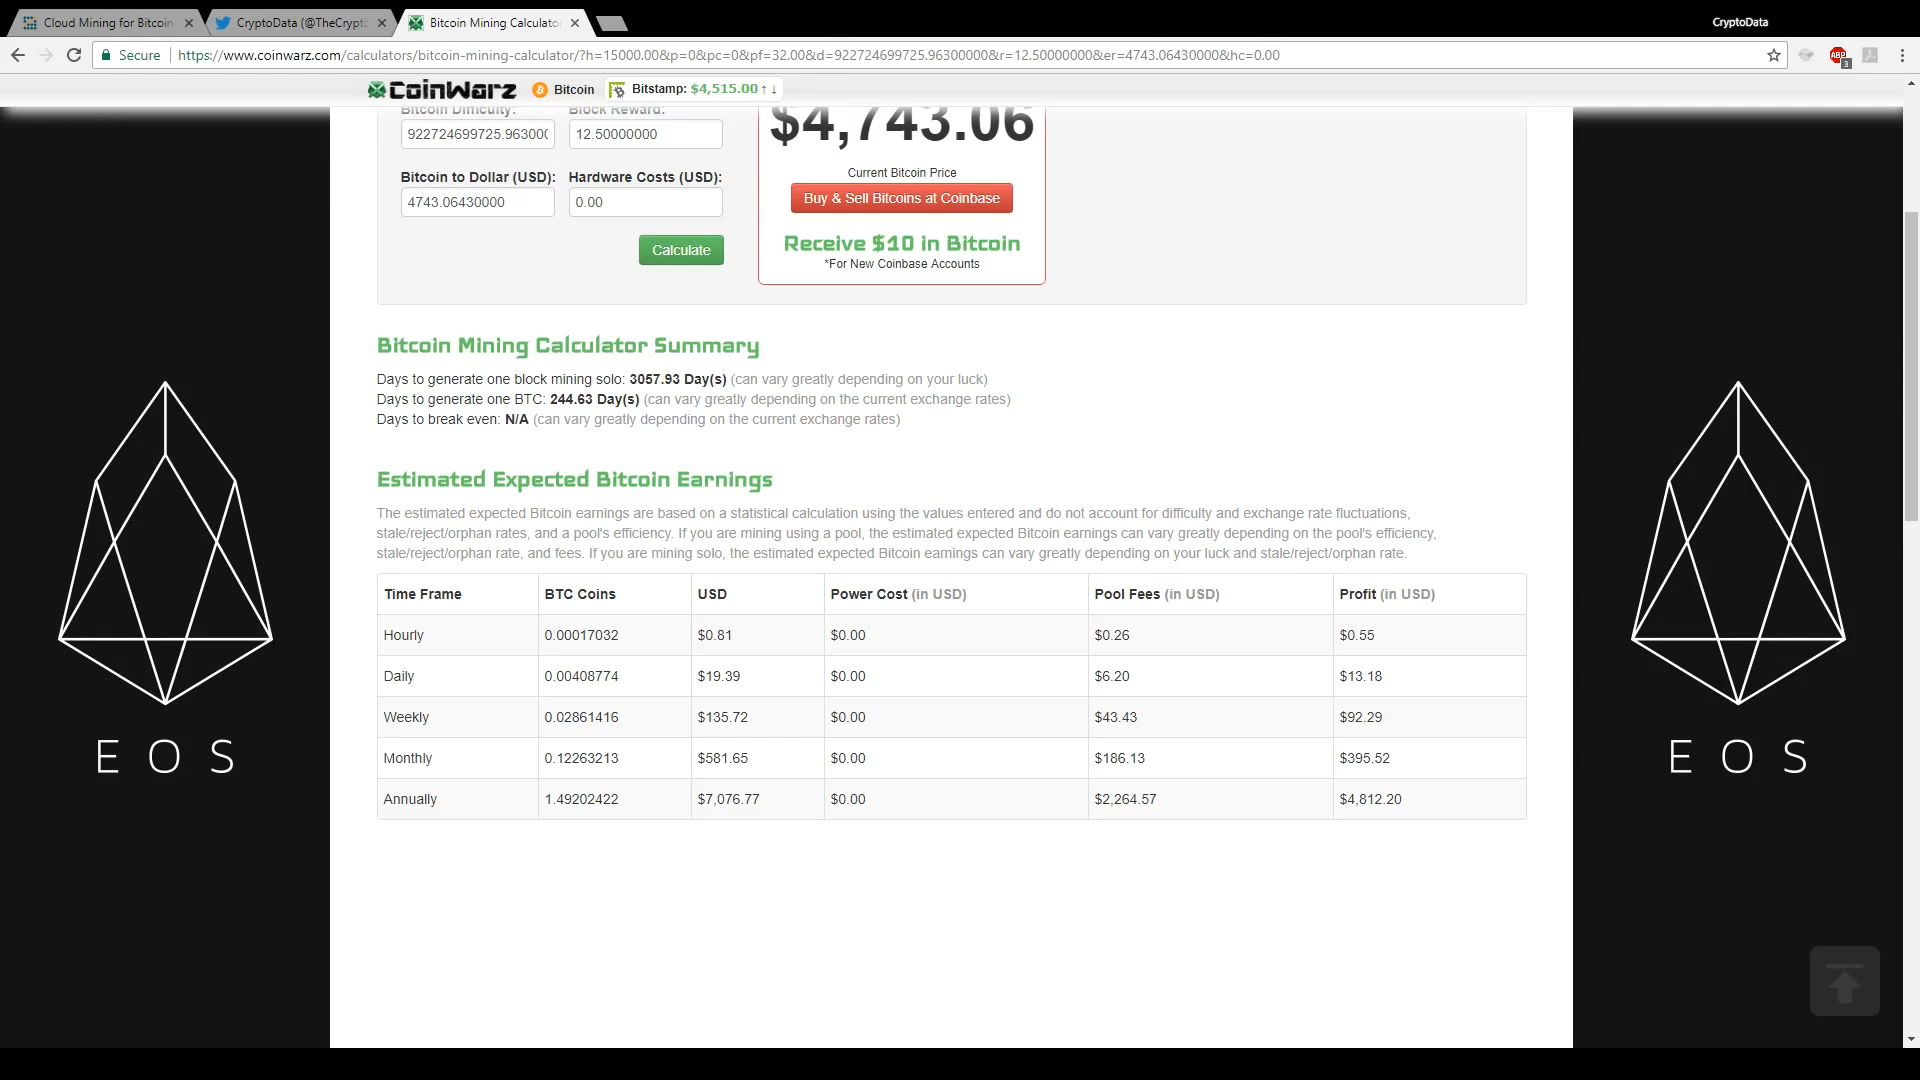 Cloud Mining for Bitcoin
CryptoData (@TheCrypto
Bitcoin Mining Calculator
CryptoData
Secure
https://www.coinwarz.com/calculators/bitcoin-mining-calculator/?h=15000.00&p=0&pc=0&pf=32.00&d=922724699725.96300000&r=12.50000000&er=4743.06430000&hc=0.00
ABP
3
CoinWarz
Bitcoin
Bitstamp: $4,515.00 ↑ ↓
Bitcoin Difficulty: Block Reward:
922724699725.963000 12.50000000
Bitcoin to Dollar (USD): Hardware Costs (USD):
4743.06430000 0.00
Calculate
$4,743.06
Current Bitcoin Price
Buy & Sell Bitcoins at Coinbase
Receive $10 in Bitcoin
*For New Coinbase Accounts
Bitcoin Mining Calculator Summary
Days to generate one block mining solo: 3057.93 Day(s) (can vary greatly depending on your luck)
Days to generate one BTC: 244.63 Day(s) (can vary greatly depending on the current exchange rates)
Days to break even: N/A (can vary greatly depending on the current exchange rates)
Estimated Expected Bitcoin Earnings
The estimated expected Bitcoin earnings are based on a statistical calculation using the values entered and do not account for difficulty and exchange rate fluctuations,
stale/reject/orphan rates, and a pool's efficiency. If you are mining using a pool, the estimated expected Bitcoin earnings can vary greatly depending on the pool's efficiency,
stale/reject/orphan rate, and fees. If you are mining solo, the estimated expected Bitcoin earnings can vary greatly depending on your luck and stale/reject/orphan rate.
Time Frame BTC Coins USD Power Cost (in USD) Pool Fees (in USD) Profit (in USD)
Hourly 0.00017032 $0.81 $0.00 $0.26 $0.55
Daily 0.00408774 $19.39 $0.00 $6.20 $13.18
Weekly 0.02861416 $135.72 $0.00 $43.43 $92.29
Monthly 0.12263213 $581.65 $0.00 $186.13 $395.52
Annually 1.49202422 $7,076.77 $0.00 $2,264.57 $4,812.20
EOS
EOS